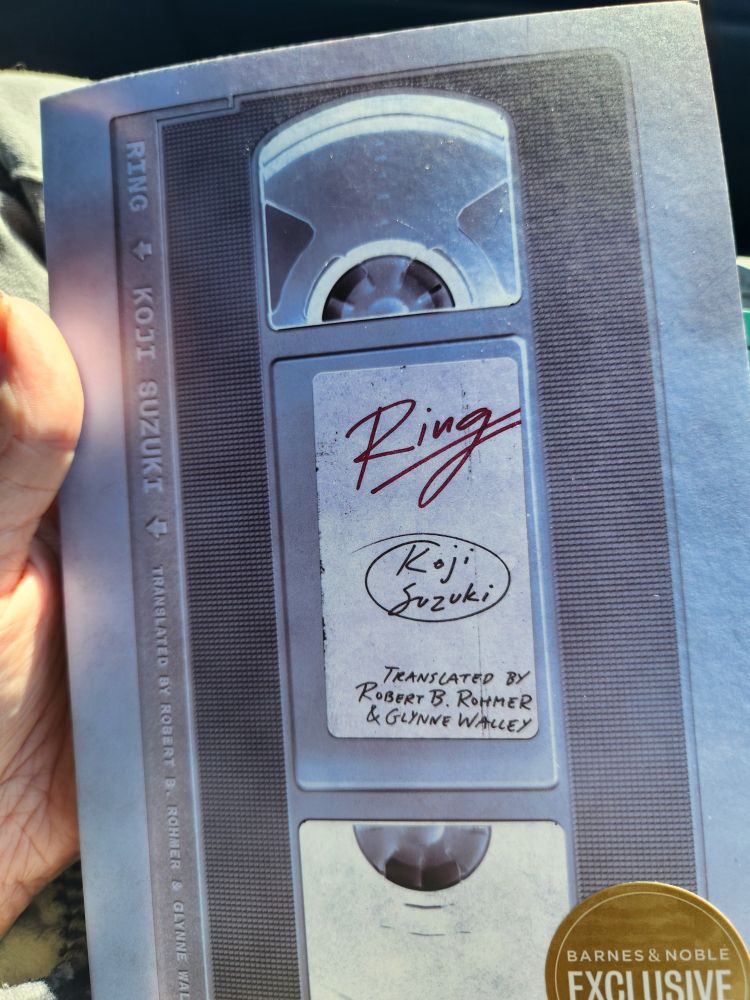 RING ← KOJI SUZUKI ← TRANSLATED BY ROBERT B. ROHMER & GLYNNE WAL
Ring
Koji
Suzuki
TRANSLATED BY
ROBERT B. ROHMER
& GLYNNE WALLEY
BARNES & NOBLE
EXCLUSIVE